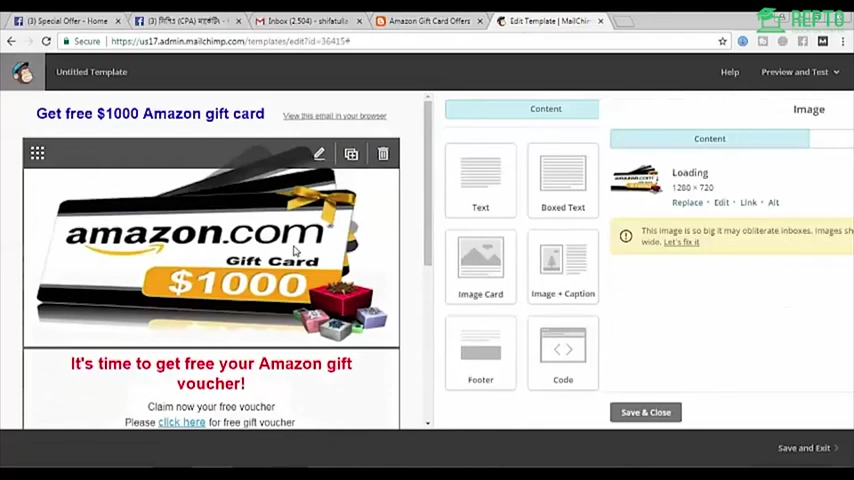 (3) Special Offer - Home
(3) সিপিএ (CPA) মার্কেটিং -
Inbox (2,504) - shifatulla
Amazon Gift Card Offers
Edit Template | MailChimp
REPTO
Secure
https://us17.admin.mailchimp.com/templates/edit?id=36415#
Untitled Template
Help
Preview and Test
Get free $1000 Amazon gift card
View this email in your browser
amazon.com
Gift Card
$1000
It's time to get free your Amazon gift
voucher!
Claim now your free voucher
Please click here for free gift voucher
Content
Text
Boxed Text
Image Card
Image + Caption
Footer
Code
Image
Content
Loading
1280 × 720
Replace · Edit · Link · Alt
This image is so big it may obliterate inboxes. Images sh
wide. Let's fix it
Save & Close
Save and Exit